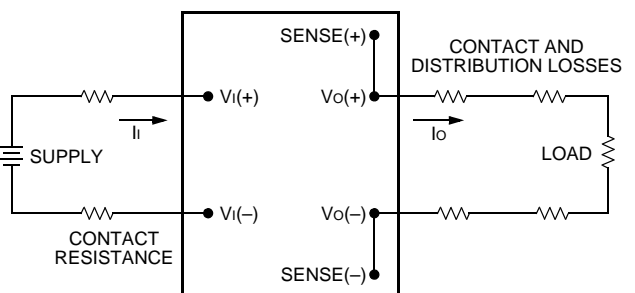 SENSE(+)
CONTACT AND
DISTRIBUTION LOSSES
VI(+)
VO(+)
II
IO
SUPPLY
LOAD
VI(–)
VO(–)
CONTACT
RESISTANCE
SENSE(–)